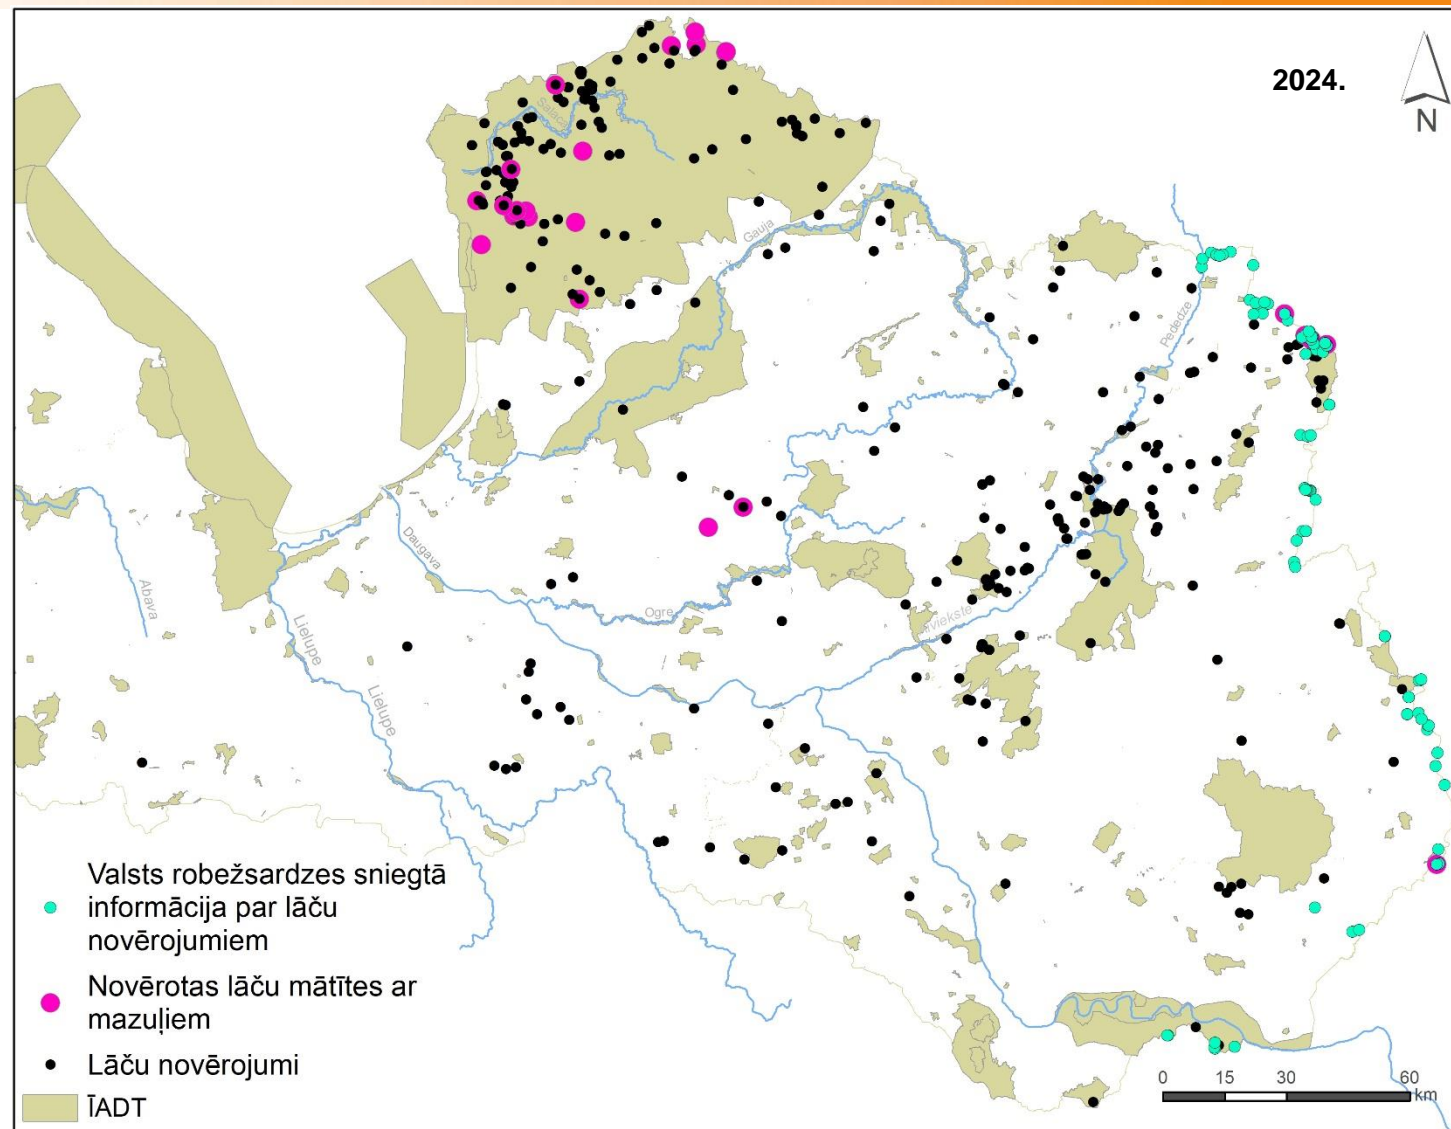 2024.
N
Salaca
Gauja
Pededze
Daugava
Abava
Lielupe
Lielupe
Ogre
Aiviekste
Valsts robežsardzes sniegtā
informācija par lāču
novērojumiem
Novērotas lāču mātītes ar
mazuļiem
Lāču novērojumi
ĪADT
0 15 30 60
km